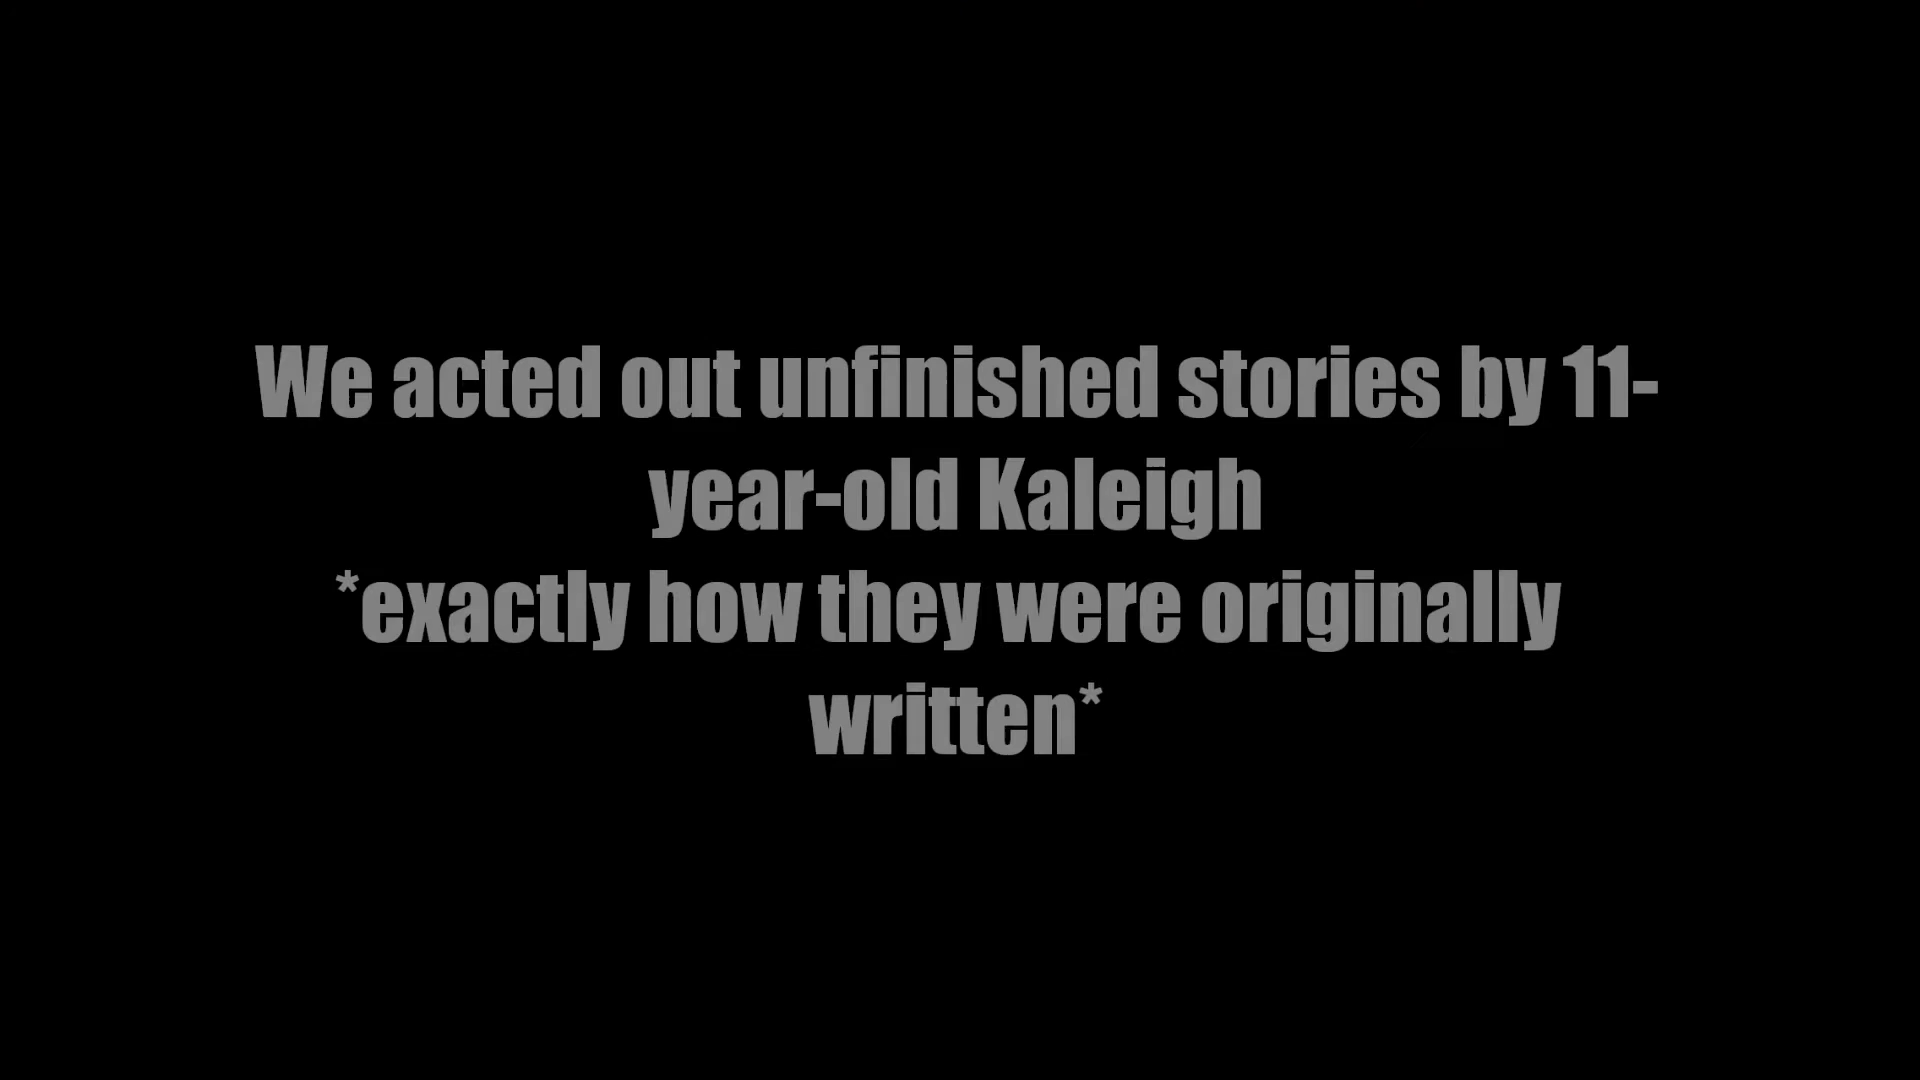 We acted out unfinished stories by 11-
year-old Kaleigh
*exactly how they were originally
written*